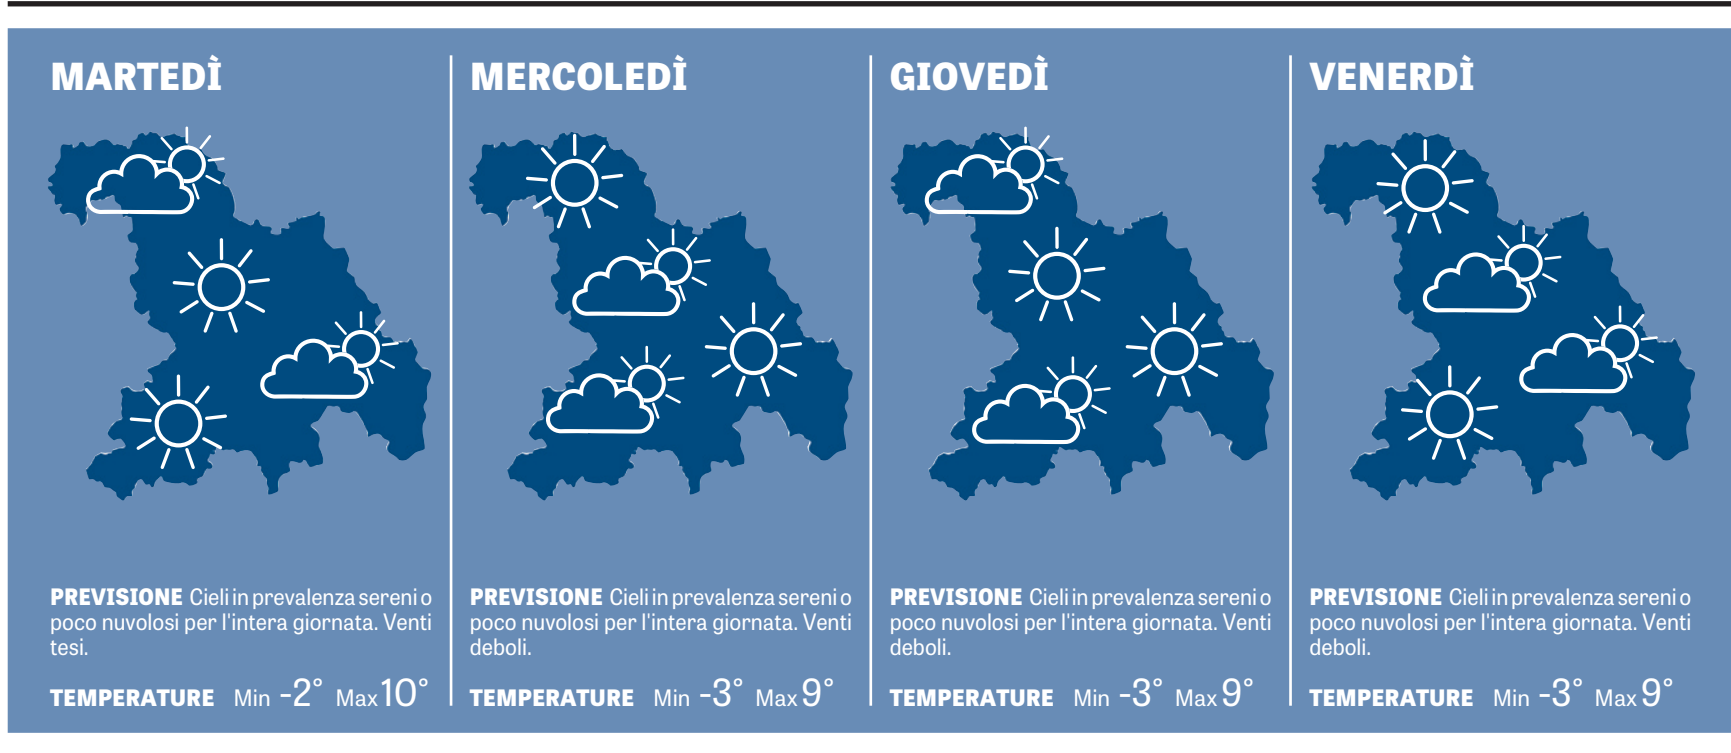 MARTEDÌ
PREVISIONE Cieli in prevalenza sereni o
poco nuvolosi per l'intera giornata. Venti
tesi.
TEMPERATURE Min -2° Max 10°
MERCOLEDÌ
PREVISIONE Cieli in prevalenza sereni o
poco nuvolosi per l'intera giornata. Venti
deboli.
TEMPERATURE Min -3° Max 9°
GIOVEDÌ
PREVISIONE Cieli in prevalenza sereni o
poco nuvolosi per l'intera giornata. Venti
deboli.
TEMPERATURE Min -3° Max 9°
VENERDÌ
PREVISIONE Cieli in prevalenza sereni o
poco nuvolosi per l'intera giornata. Venti
deboli.
TEMPERATURE Min -3° Max 9°